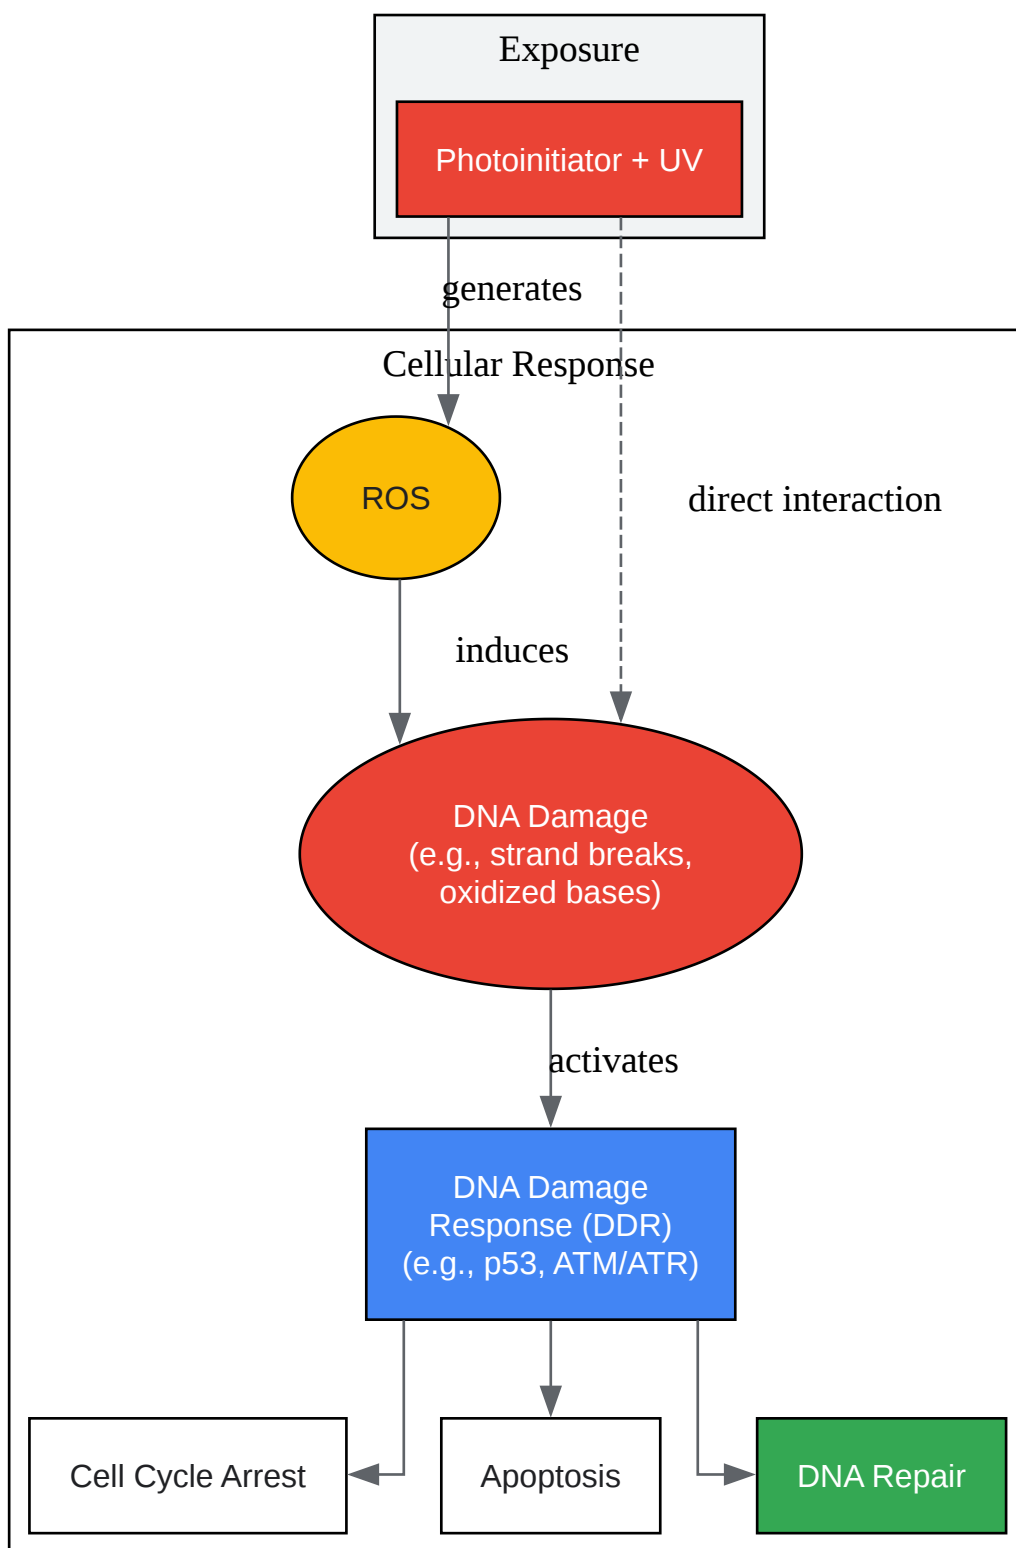 Exposure
Photoinitiator + UV
generates
Cellular Response
ROS
direct interaction
induces
DNA Damage
(e.g., strand breaks,
oxidized bases)
activates
DNA Damage
Response (DDR)
(e.g., p53, ATM/ATR)
Cell Cycle Arrest
Apoptosis
DNA Repair